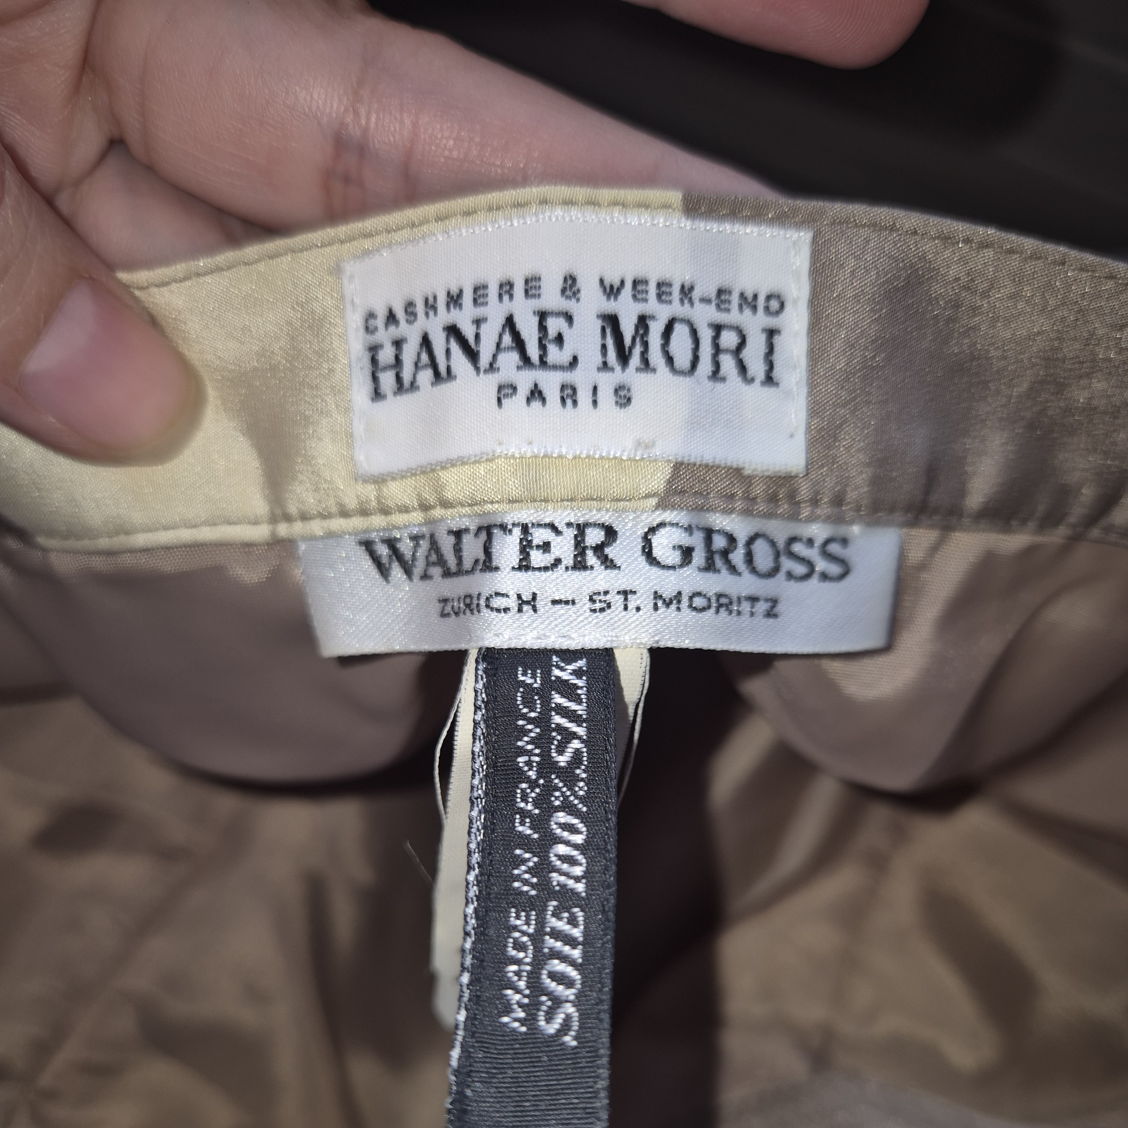 CASHMERE & WEEK-END
HANAE MORI
PARIS
WALTER GROSS
ZURICH - ST. MORITZ
MADE IN FRANCE
SOIE 100% SILK